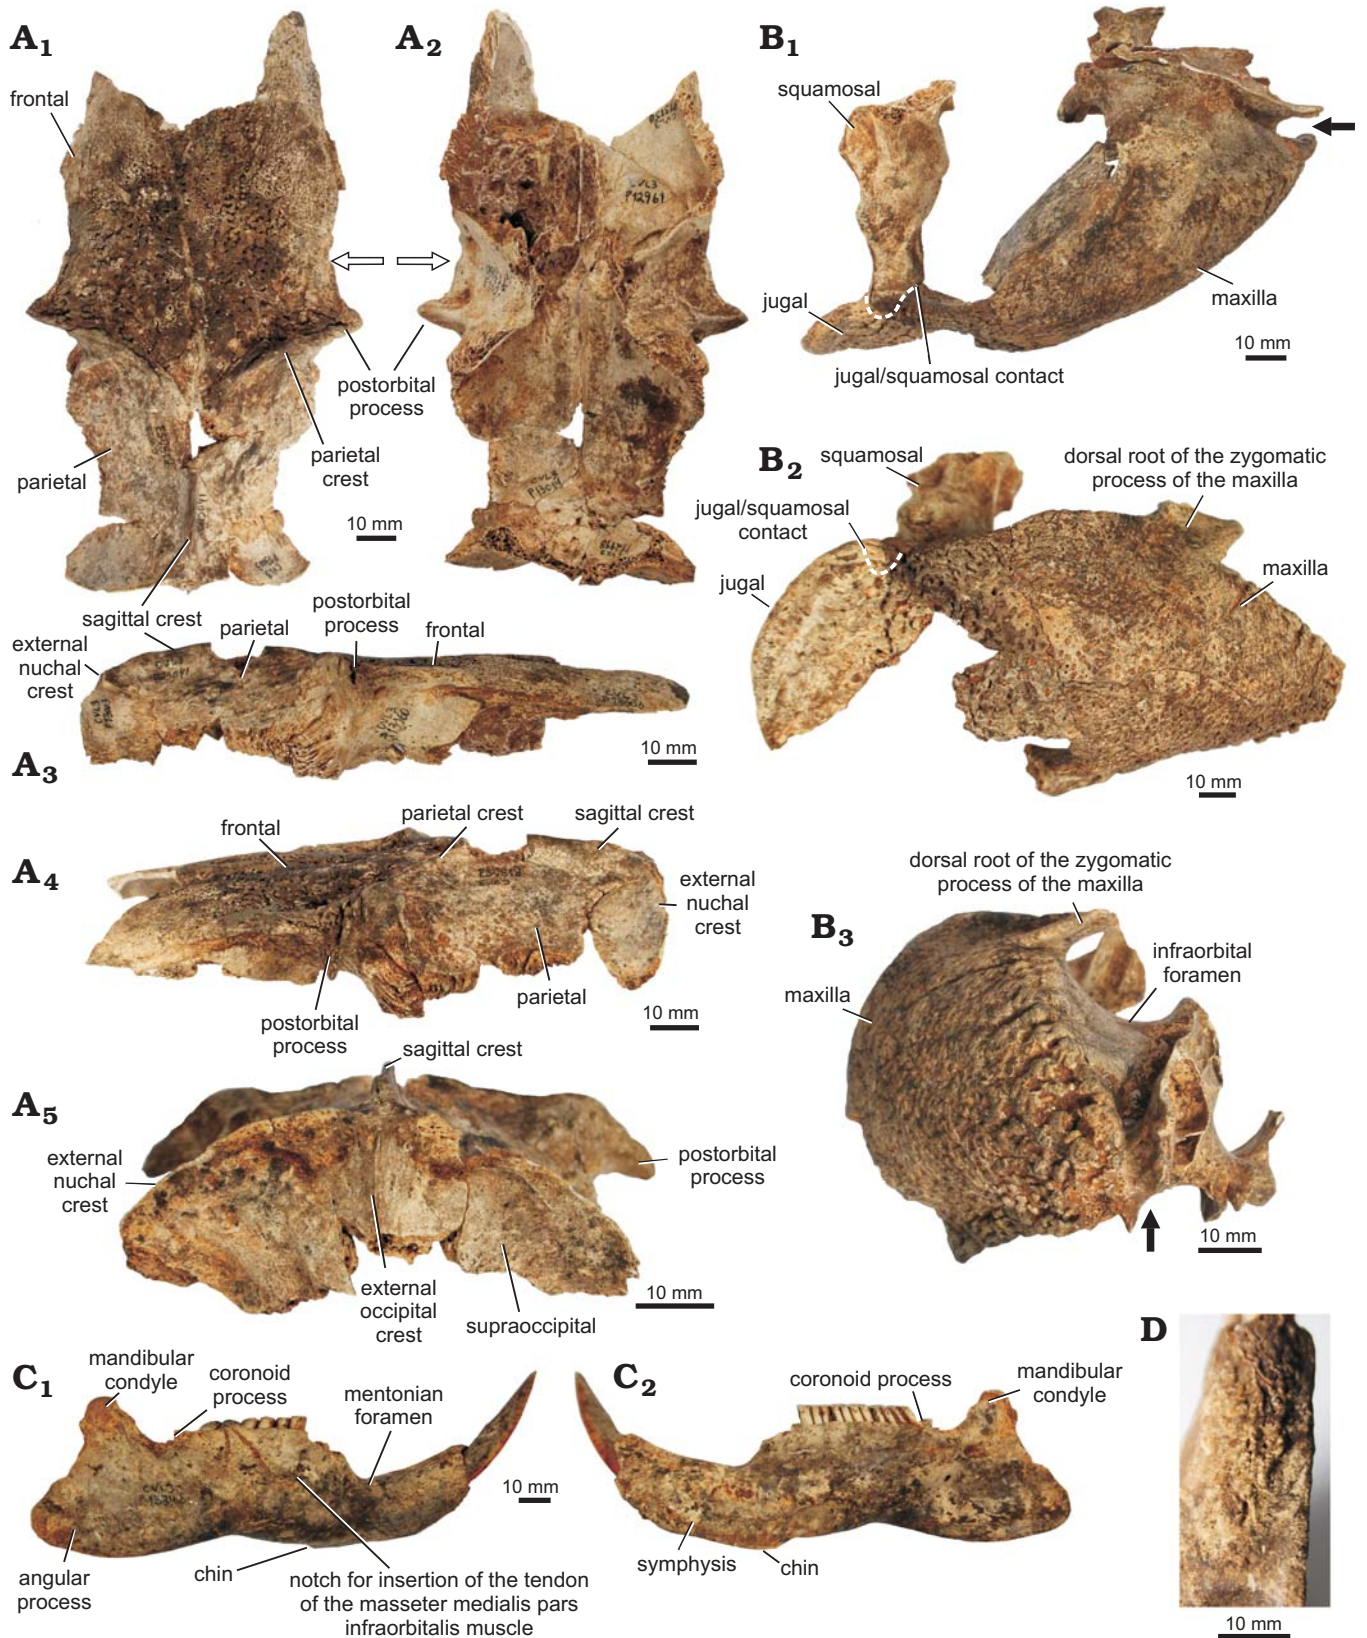 A1
A2
B1
frontal
squamosal
jugal
maxilla
10 mm
jugal/squamosal contact
postorbital
process
parietal
crest
parietal
10 mm
sagittal crest
CVL3
P12961
B2
squamosal
dorsal root of the zygomatic
process of the maxilla
jugal/squamosal
contact
jugal
maxilla
10 mm
external
nuchal
crest
parietal
postorbital
process
frontal
10 mm
A3
frontal
parietal crest
sagittal crest
A4
external
nuchal
crest
parietal
postorbital
process
10 mm
dorsal root of the zygomatic
process of the maxilla
B3
infraorbital
foramen
maxilla
10 mm
sagittal crest
A5
external
nuchal
crest
postorbital
process
external
occipital
crest
supraoccipital
10 mm
D
10 mm
C1
mandibular
condyle
coronoid
process
mentonian
foramen
10 mm
angular
process
chin
notch for insertion of the tendon
of the masseter medialis pars
infraorbitalis muscle
C2
coronoid process
mandibular
condyle
symphysis
chin